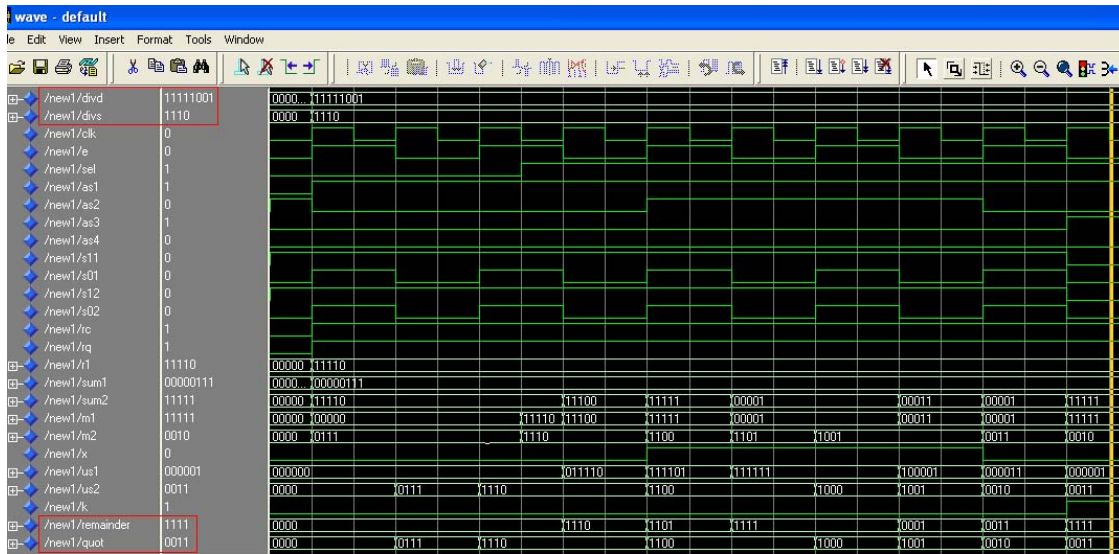 wave - default
le Edit View Insert Format Tools Window
/new1/divd 11111001 0000... 11111001
/new1/divs 1110 0000 1110
/new1/clk 0
/new1/e 0
/new1/sel 1
/new1/as1 1
/new1/as2 0
/new1/as3 1
/new1/as4 0
/new1/s11 0
/new1/s01 0
/new1/s12 0
/new1/s02 0
/new1/rc 1
/new1/rq 1
/new1/r1 11110 00000 11110
/new1/sum1 00000111 0000... 00000111
/new1/sum2 11111 00000 11110 11100 11111 00001 00011 00001 11111
/new1/m1 11111 00000 00000 11110 11100 11111 00001 00011 00001 11111
/new1/m2 0010 0000 0111 1110 1100 1101 1001 0011 0010
/new1/x 0
/new1/us1 000001 000000 011110 111101 111111 100001 000011 000001
/new1/us2 0011 0000 0111 1110 1100 1000 1001 0010 0011
/new1/k 1
/new1/remainder 1111 0000 1110 1101 1111 0001 0011 1111
/new1/quot 0011 0000 0111 1110 1100 1000 1001 0010 0011